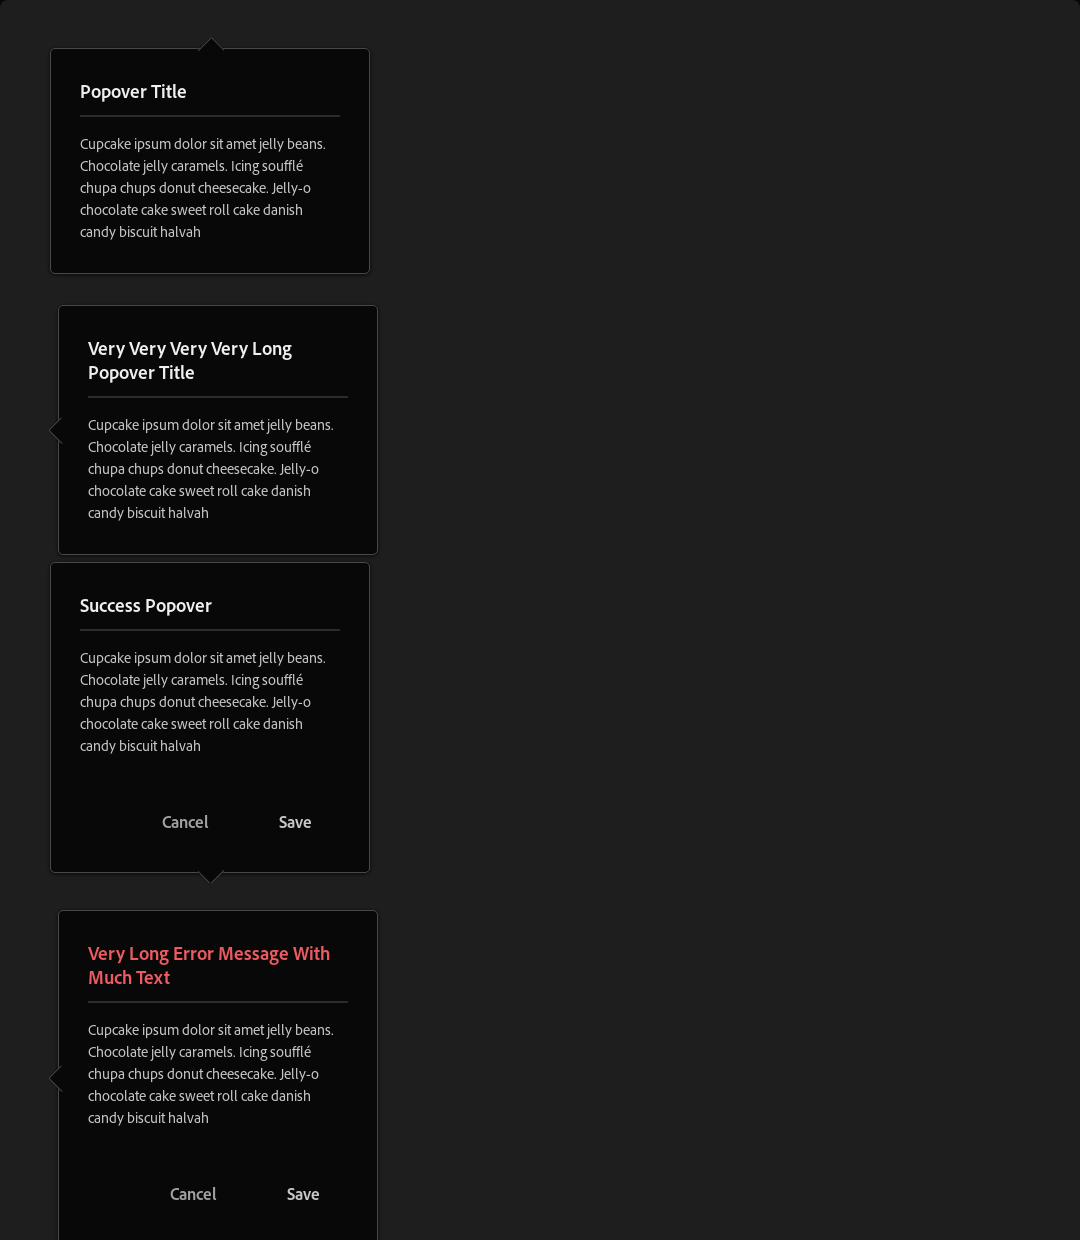 Popover Title
Cupcake ipsum dolor sit amet jelly beans.
Chocolate jelly caramels. Icing soufflé
chupa chups donut cheesecake. Jelly-o
chocolate cake sweet roll cake danish
candy biscuit halvah
Very Very Very Very Long
Popover Title
Cupcake ipsum dolor sit amet jelly beans.
Chocolate jelly caramels. Icing soufflé
chupa chups donut cheesecake. Jelly-o
chocolate cake sweet roll cake danish
candy biscuit halvah
Success Popover
Cupcake ipsum dolor sit amet jelly beans.
Chocolate jelly caramels. Icing soufflé
chupa chups donut cheesecake. Jelly-o
chocolate cake sweet roll cake danish
candy biscuit halvah
Cancel Save
Very Long Error Message With
Much Text
Cupcake ipsum dolor sit amet jelly beans.
Chocolate jelly caramels. Icing soufflé
chupa chups donut cheesecake. Jelly-o
chocolate cake sweet roll cake danish
candy biscuit halvah
Cancel Save